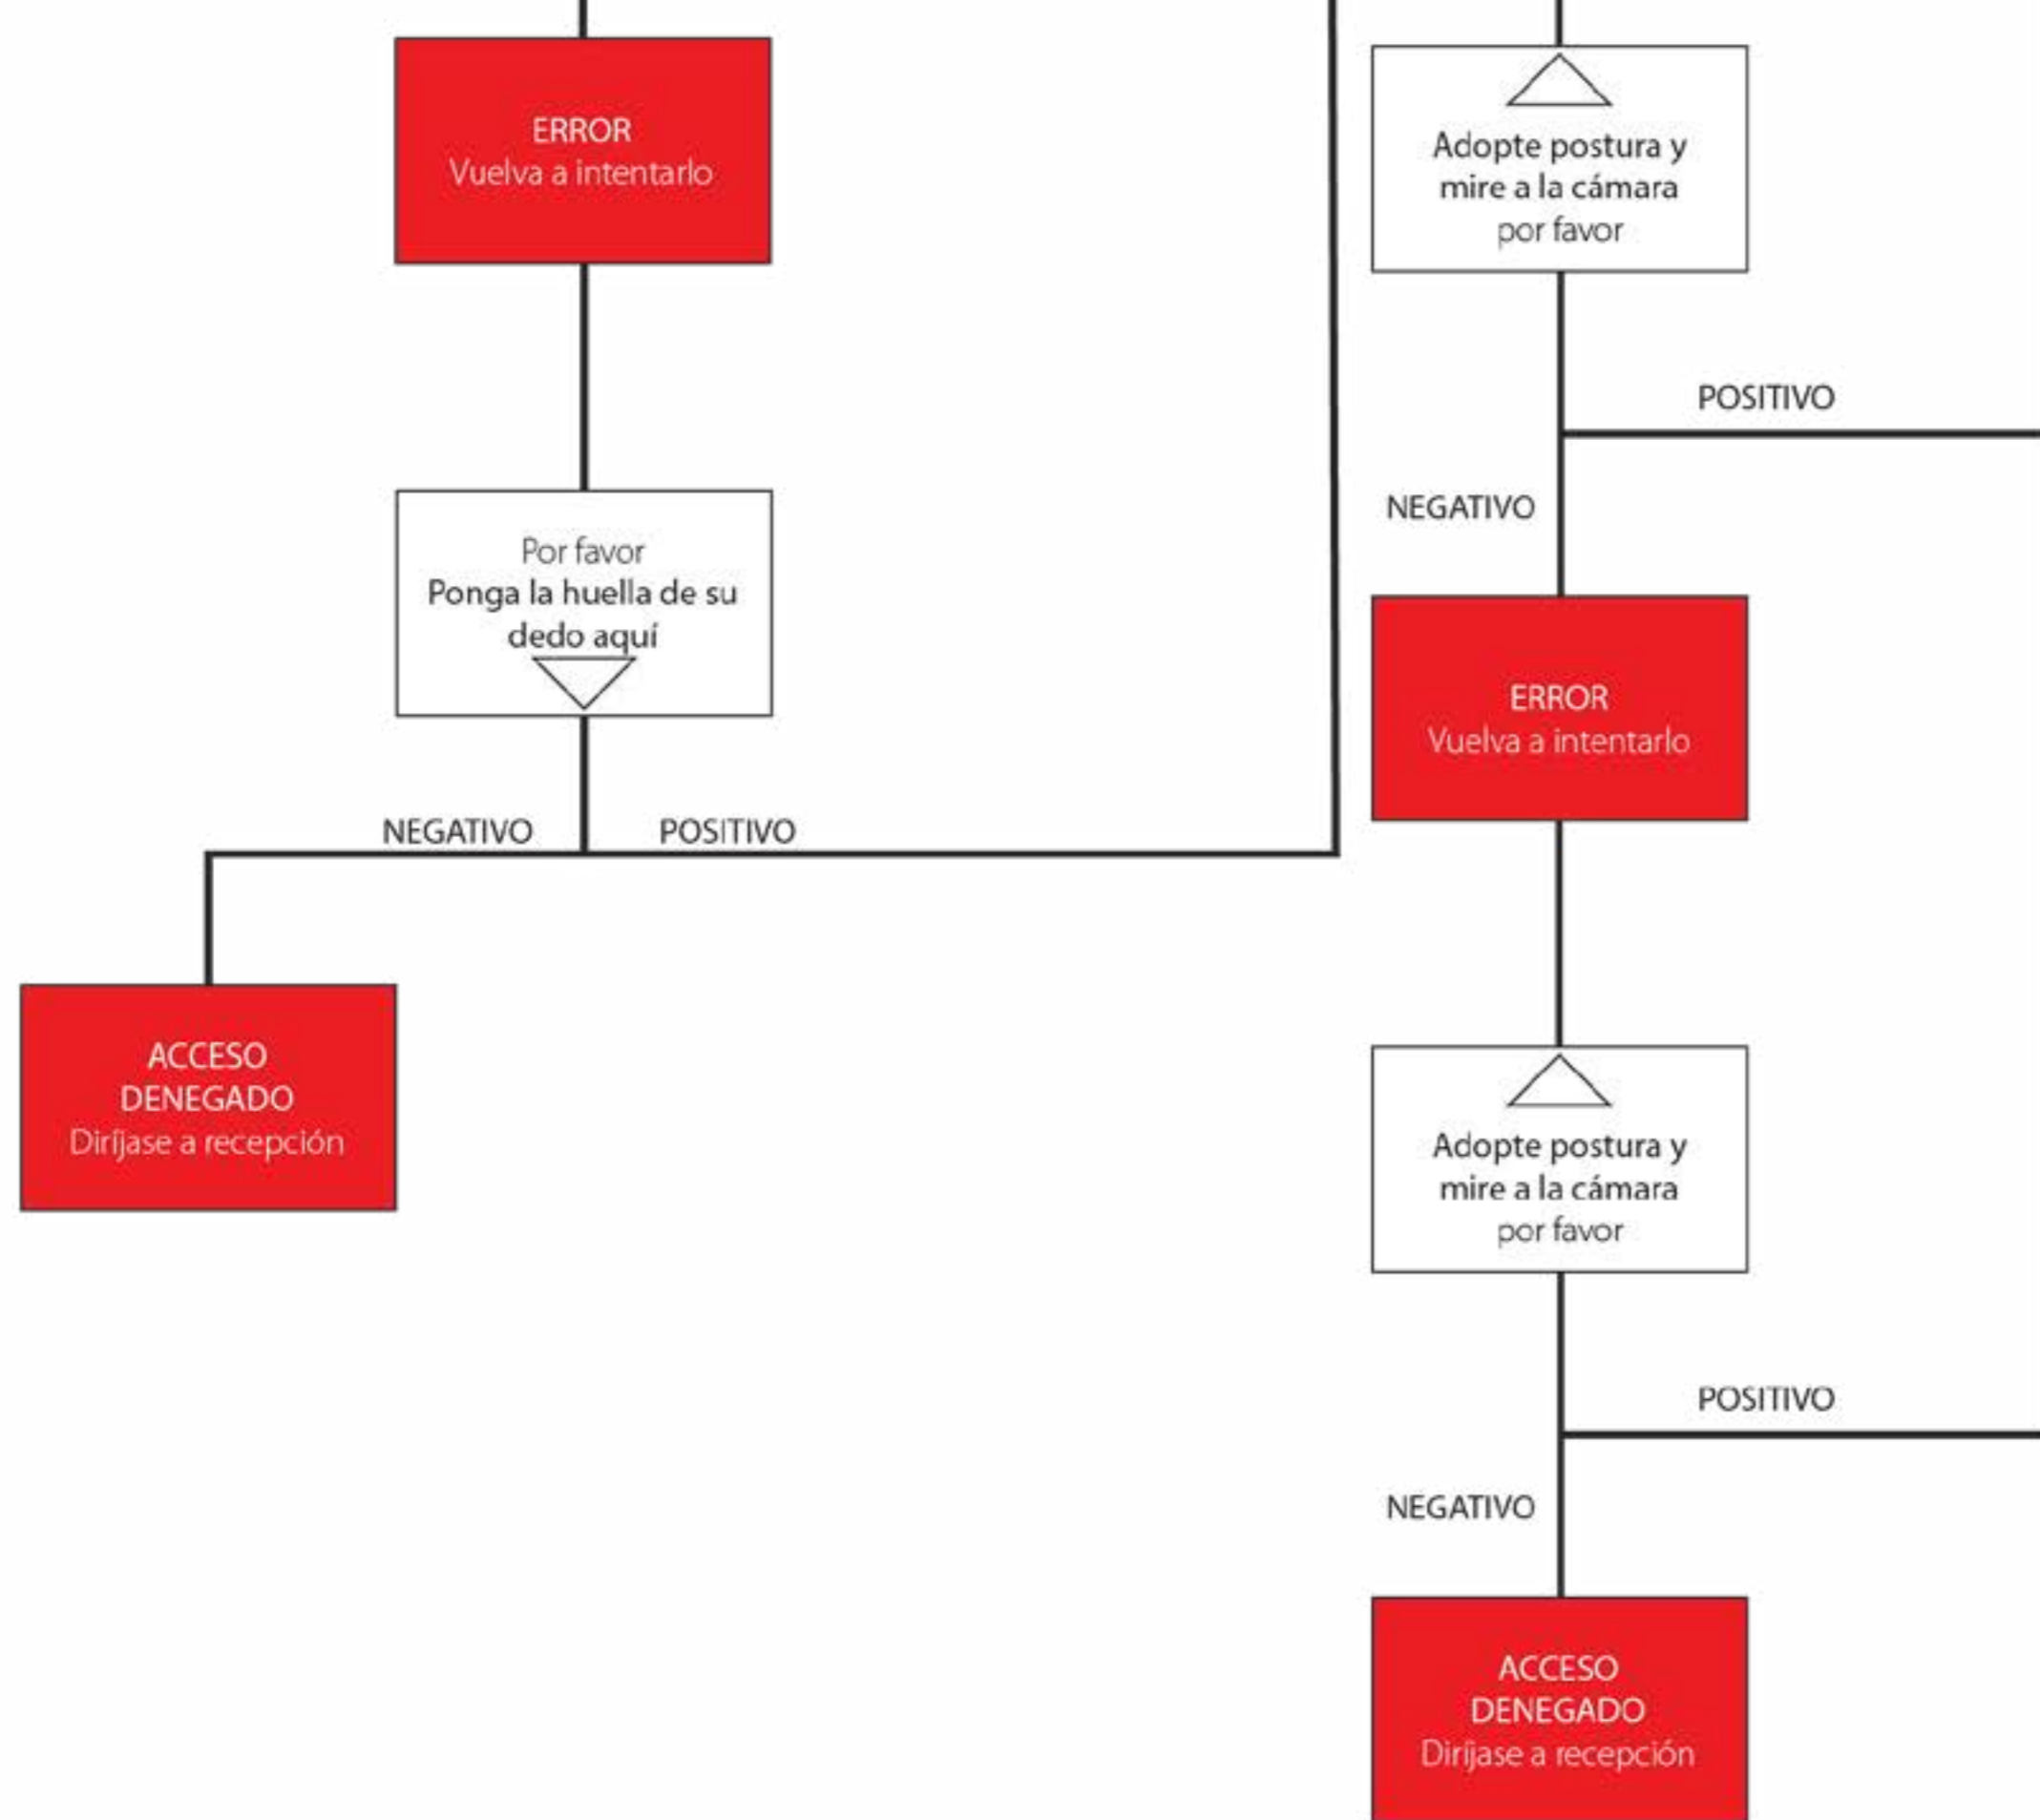 ERROR
Vuelva a intentarlo
Por favor
Ponga la huella de su
dedo aquí
NEGATIVO
POSITIVO
ACCESO
DENEGADO
Diríjase a recepción
Adopte postura y
mire a la cámara
por favor
POSITIVO
NEGATIVO
ERROR
Vuelva a intentarlo
Adopte postura y
mire a la cámara
por favor
POSITIVO
NEGATIVO
ACCESO
DENEGADO
Diríjase a recepción